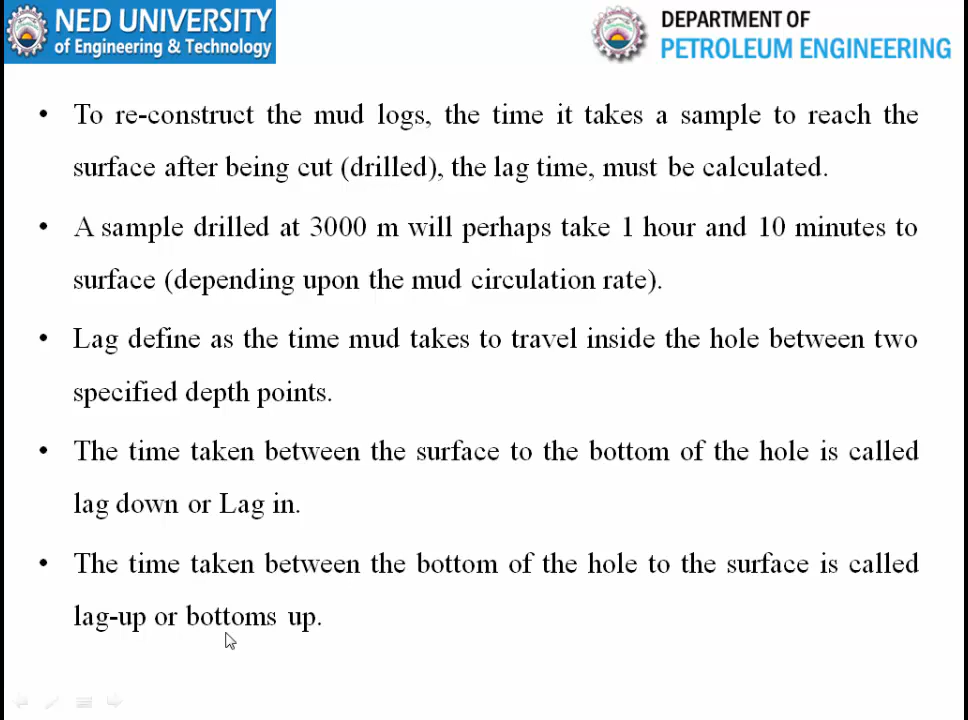 NED UNIVERSITY
of Engineering & Technology
DEPARTMENT OF
PETROLEUM ENGINEERING
• To re-construct the mud logs, the time it takes a sample to reach the
surface after being cut (drilled), the lag time, must be calculated.
• A sample drilled at 3000 m will perhaps take 1 hour and 10 minutes to
surface (depending upon the mud circulation rate).
• Lag define as the time mud takes to travel inside the hole between two
specified depth points.
• The time taken between the surface to the bottom of the hole is called
lag down or Lag in.
• The time taken between the bottom of the hole to the surface is called
lag-up or bottoms up.